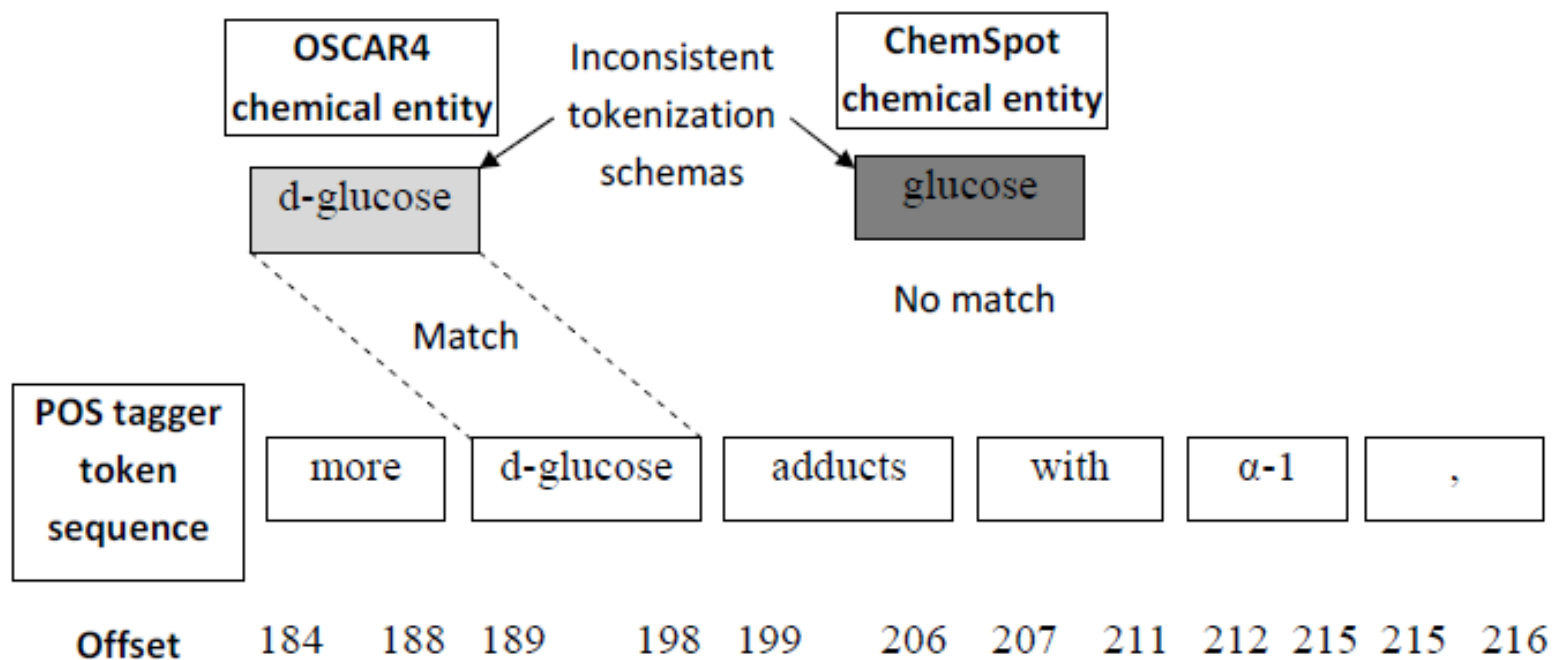 OSCAR4
chemical entity
Inconsistent
tokenization
schemas
ChemSpot
chemical entity
d-glucose
glucose
Match
No match
POS tagger
token
sequence
more
d-glucose
adducts
with
α-1
,
Offset
184 188 189 198 199 206 207 211 212 215 215 216